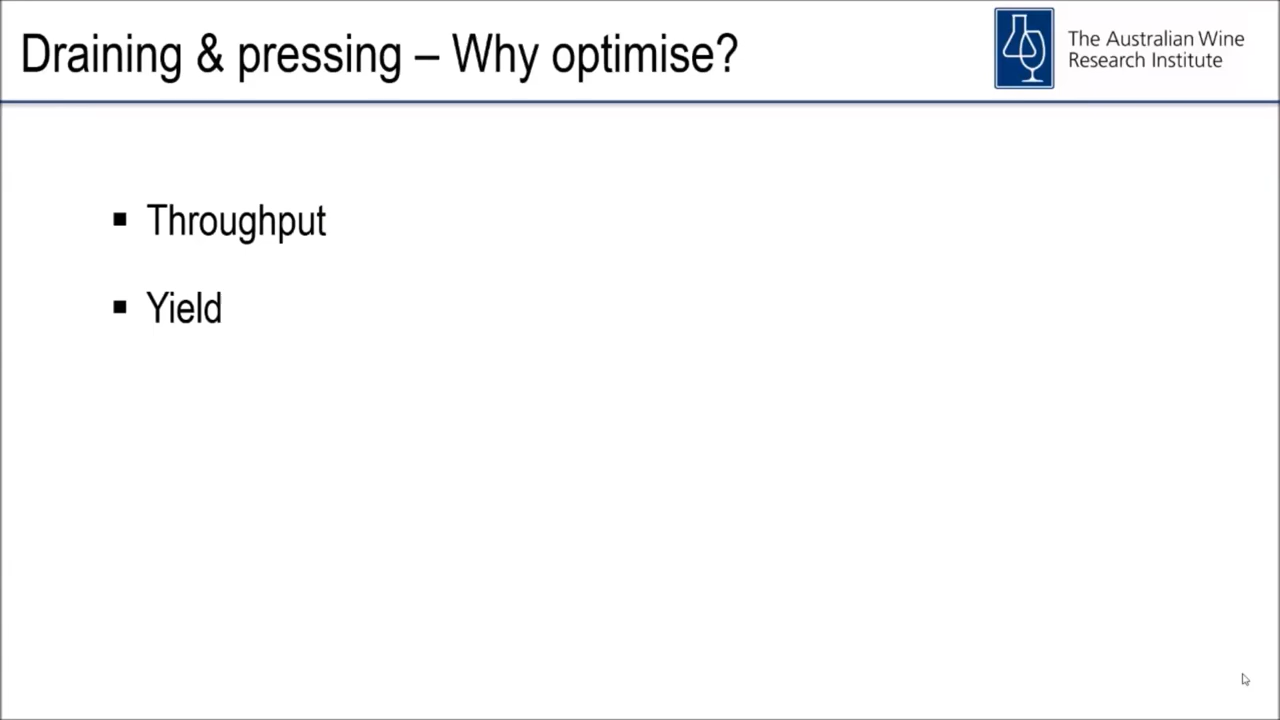 Draining & pressing – Why optimise?
The Australian Wine
Research Institute
▪ Throughput
▪ Yield